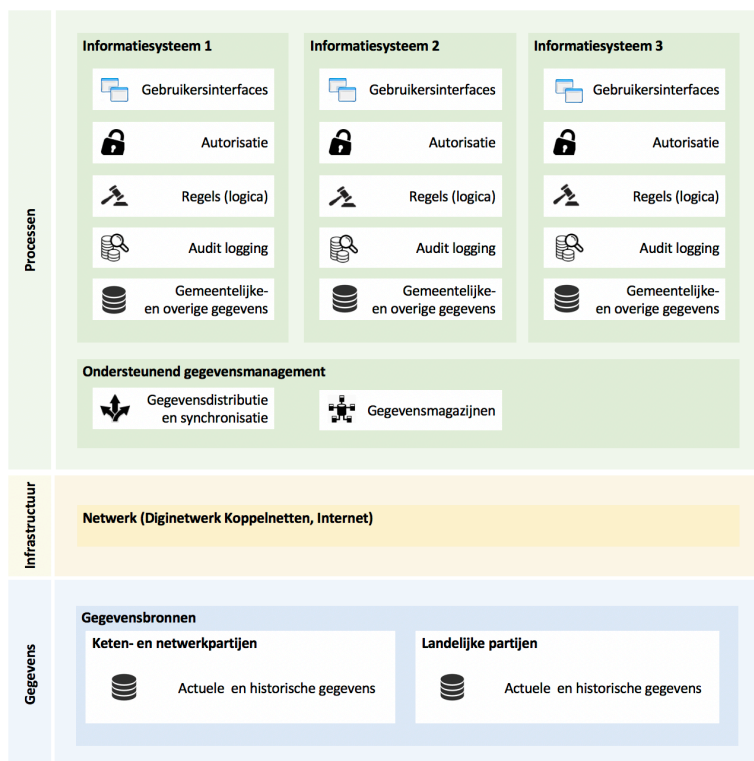 Processen
Informatiesysteem 1
Gebruikersinterfaces
Autorisatie
Regels (logica)
Audit logging
Gemeentelijke-
en overige gegevens
Informatiesysteem 2
Gebruikersinterfaces
Autorisatie
Regels (logica)
Audit logging
Gemeentelijke-
en overige gegevens
Informatiesysteem 3
Gebruikersinterfaces
Autorisatie
Regels (logica)
Audit logging
Gemeentelijke-
en overige gegevens
Ondersteunend gegevensmanagement
Gegevensdistributie
en synchronisatie
Gegevensmagazijnen
Infrastructuur
Netwerk (Diginetwerk Koppelnetten, Internet)
Gegevens
Gegevensbronnen
Keten- en netwerkpartijen
Actuele en historische gegevens
Landelijke partijen
Actuele en historische gegevens